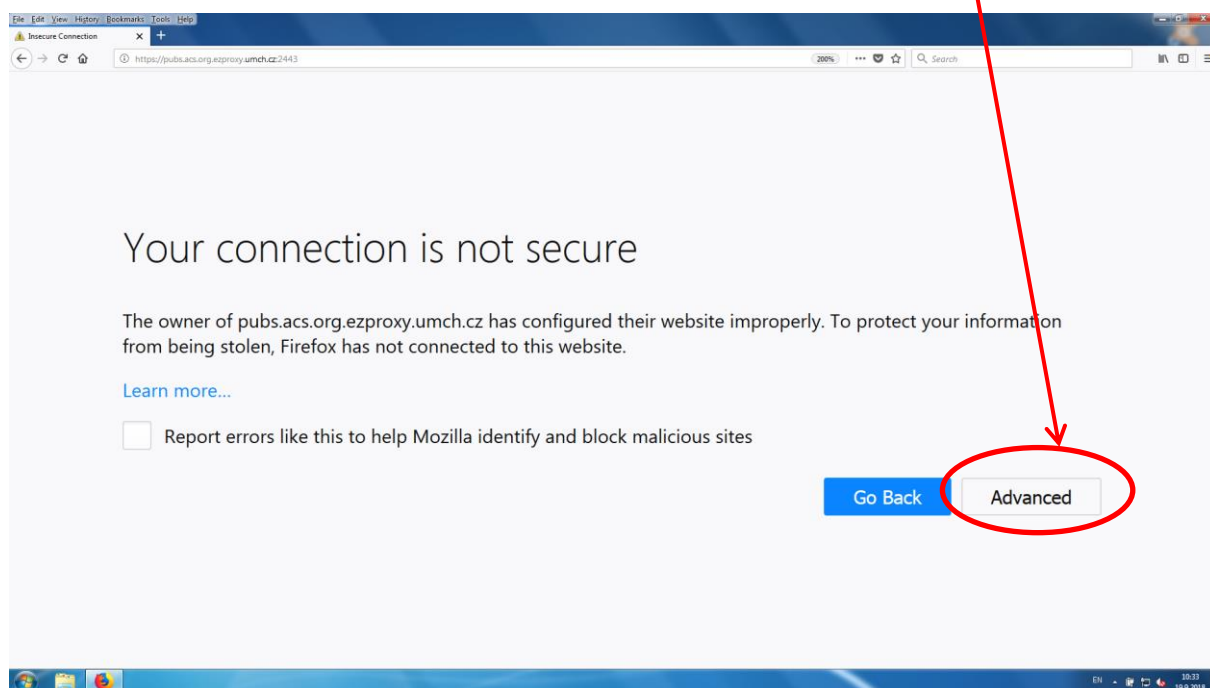 File Edit View History Bookmarks Tools Help
Insecure Connection
https://pubs.acs.org.ezproxy.umch.cz:2443
200%
Search
Your connection is not secure
The owner of pubs.acs.org.ezproxy.umch.cz has configured their website improperly. To protect your information
from being stolen, Firefox has not connected to this website.
Learn more...
Report errors like this to help Mozilla identify and block malicious sites
Go Back
Advanced
EN
10:33
19.9.2018